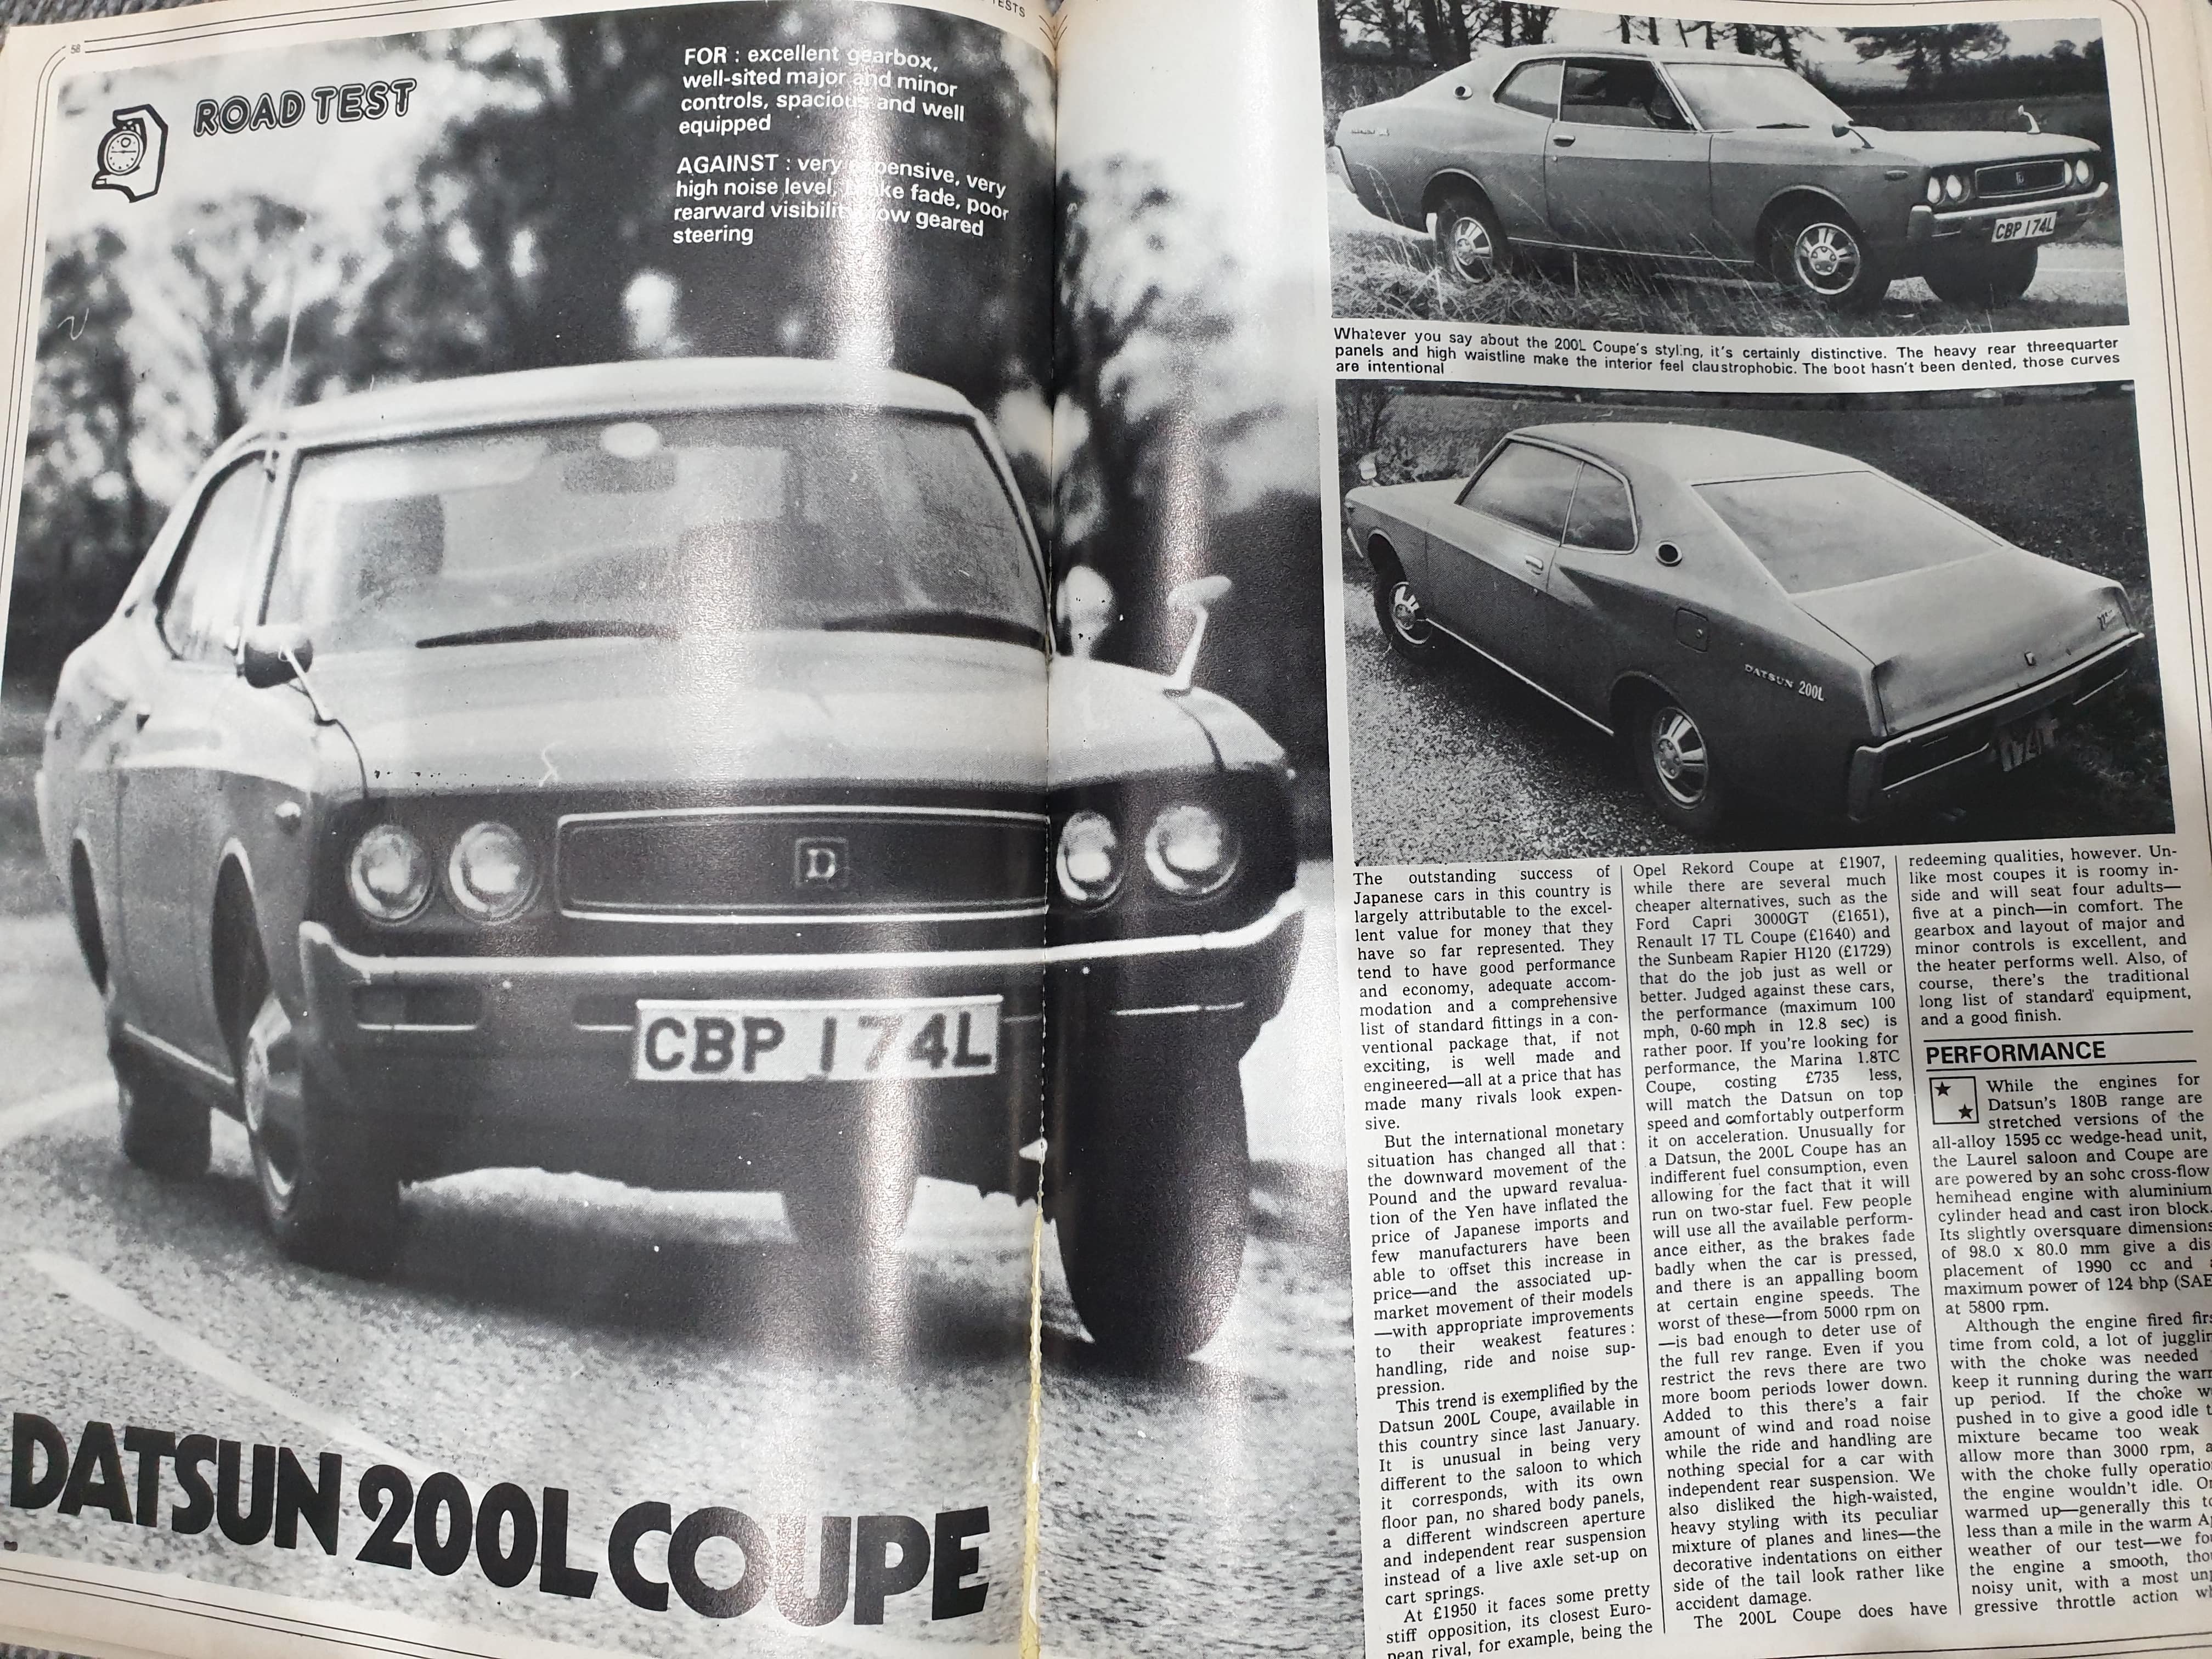 58
TESTS
ROAD TEST
FOR : excellent gearbox,
well-sited major and minor
controls, spacious and well
equipped
AGAINST : very expensive, very
high noise level, brake fade, poor
rearward visibility, low geared
steering
D
CBP 174L
DATSUN 200L COUPE
CBP 174L
Whatever you say about the 200L Coupe's styling, it's certainly distinctive. The heavy rear threequarter
panels and high waistline make the interior feel claustrophobic. The boot hasn't been dented, those curves
are intentional
DATSUN 200L
The outstanding success of
Japanese cars in this country is
largely attributable to the excel-
lent value for money that they
have so far represented. They
tend to have good performance
and economy, adequate accom-
modation and a comprehensive
list of standard fittings in a con-
ventional package that, if not
exciting, is well made and
engineered—all at a price that has
made many rivals look expen-
sive.
But the international monetary
situation has changed all that :
the downward movement of the
Pound and the upward revalua-
tion of the Yen have inflated the
price of Japanese imports and
few manufacturers have been
able to offset this increase in
price—and the associated up-
market movement of their models
—with appropriate improvements
to their weakest features :
handling, ride and noise sup-
pression.
This trend is exemplified by the
Datsun 200L Coupe, available in
this country since last January.
It is unusual in being very
different to the saloon to which
it corresponds, with its own
floor pan, no shared body panels,
a different windscreen aperture
and independent rear suspension
instead of a live axle set-up on
cart springs.
At £1950 it faces some pretty
stiff opposition, its closest Euro-
pean rival, for example, being the
Opel Rekord Coupe at £1907,
while there are several much
cheaper alternatives, such as the
Ford Capri 3000GT (£1651),
Renault 17 TL Coupe (£1640) and
the Sunbeam Rapier H120 (£1729)
that do the job just as well or
better. Judged against these cars,
the performance (maximum 100
mph, 0-60 mph in 12.8 sec) is
rather poor. If you're looking for
performance, the Marina 1.8TC
Coupe, costing £735 less,
will match the Datsun on top
speed and comfortably outperform
it on acceleration. Unusually for
a Datsun, the 200L Coupe has an
indifferent fuel consumption, even
allowing for the fact that it will
run on two-star fuel. Few people
will use all the available perform-
ance either, as the brakes fade
badly when the car is pressed,
and there is an appalling boom
at certain engine speeds. The
worst of these—from 5000 rpm on
—is bad enough to deter use of
the full rev range. Even if you
restrict the revs there are two
more boom periods lower down.
Added to this there's a fair
amount of wind and road noise
while the ride and handling are
nothing special for a car with
independent rear suspension. We
also disliked the high-waisted,
heavy styling with its peculiar
mixture of planes and lines—the
decorative indentations on either
side of the tail look rather like
accident damage.
The 200L Coupe does have
redeeming qualities, however. Un-
like most coupes it is roomy in-
side and will seat four adults—
five at a pinch—in comfort. The
gearbox and layout of major and
minor controls is excellent, and
the heater performs well. Also, of
course, there's the traditional
long list of standard equipment,
and a good finish.
PERFORMANCE
While the engines for
Datsun's 180B range are
stretched versions of the
all-alloy 1595 cc wedge-head unit,
the Laurel saloon and Coupe are
are powered by an sohc cross-flow
hemihead engine with aluminium
cylinder head and cast iron block.
Its slightly oversquare dimensions
of 98.0 x 80.0 mm give a dis-
placement of 1990 cc and
maximum power of 124 bhp (SAE
at 5800 rpm.
Although the engine fired
time from cold, a lot of
with the choke was needed
keep it running during the
up period. If the choke
pushed in to give a good idle
mixture became too weak
allow more than 3000 rpm,
with the choke fully
the engine wouldn't idle.
warmed up—generally this
less than a mile in the warm
weather of our test—we
the engine a smooth,
noisy unit, with a most
gressive throttle action